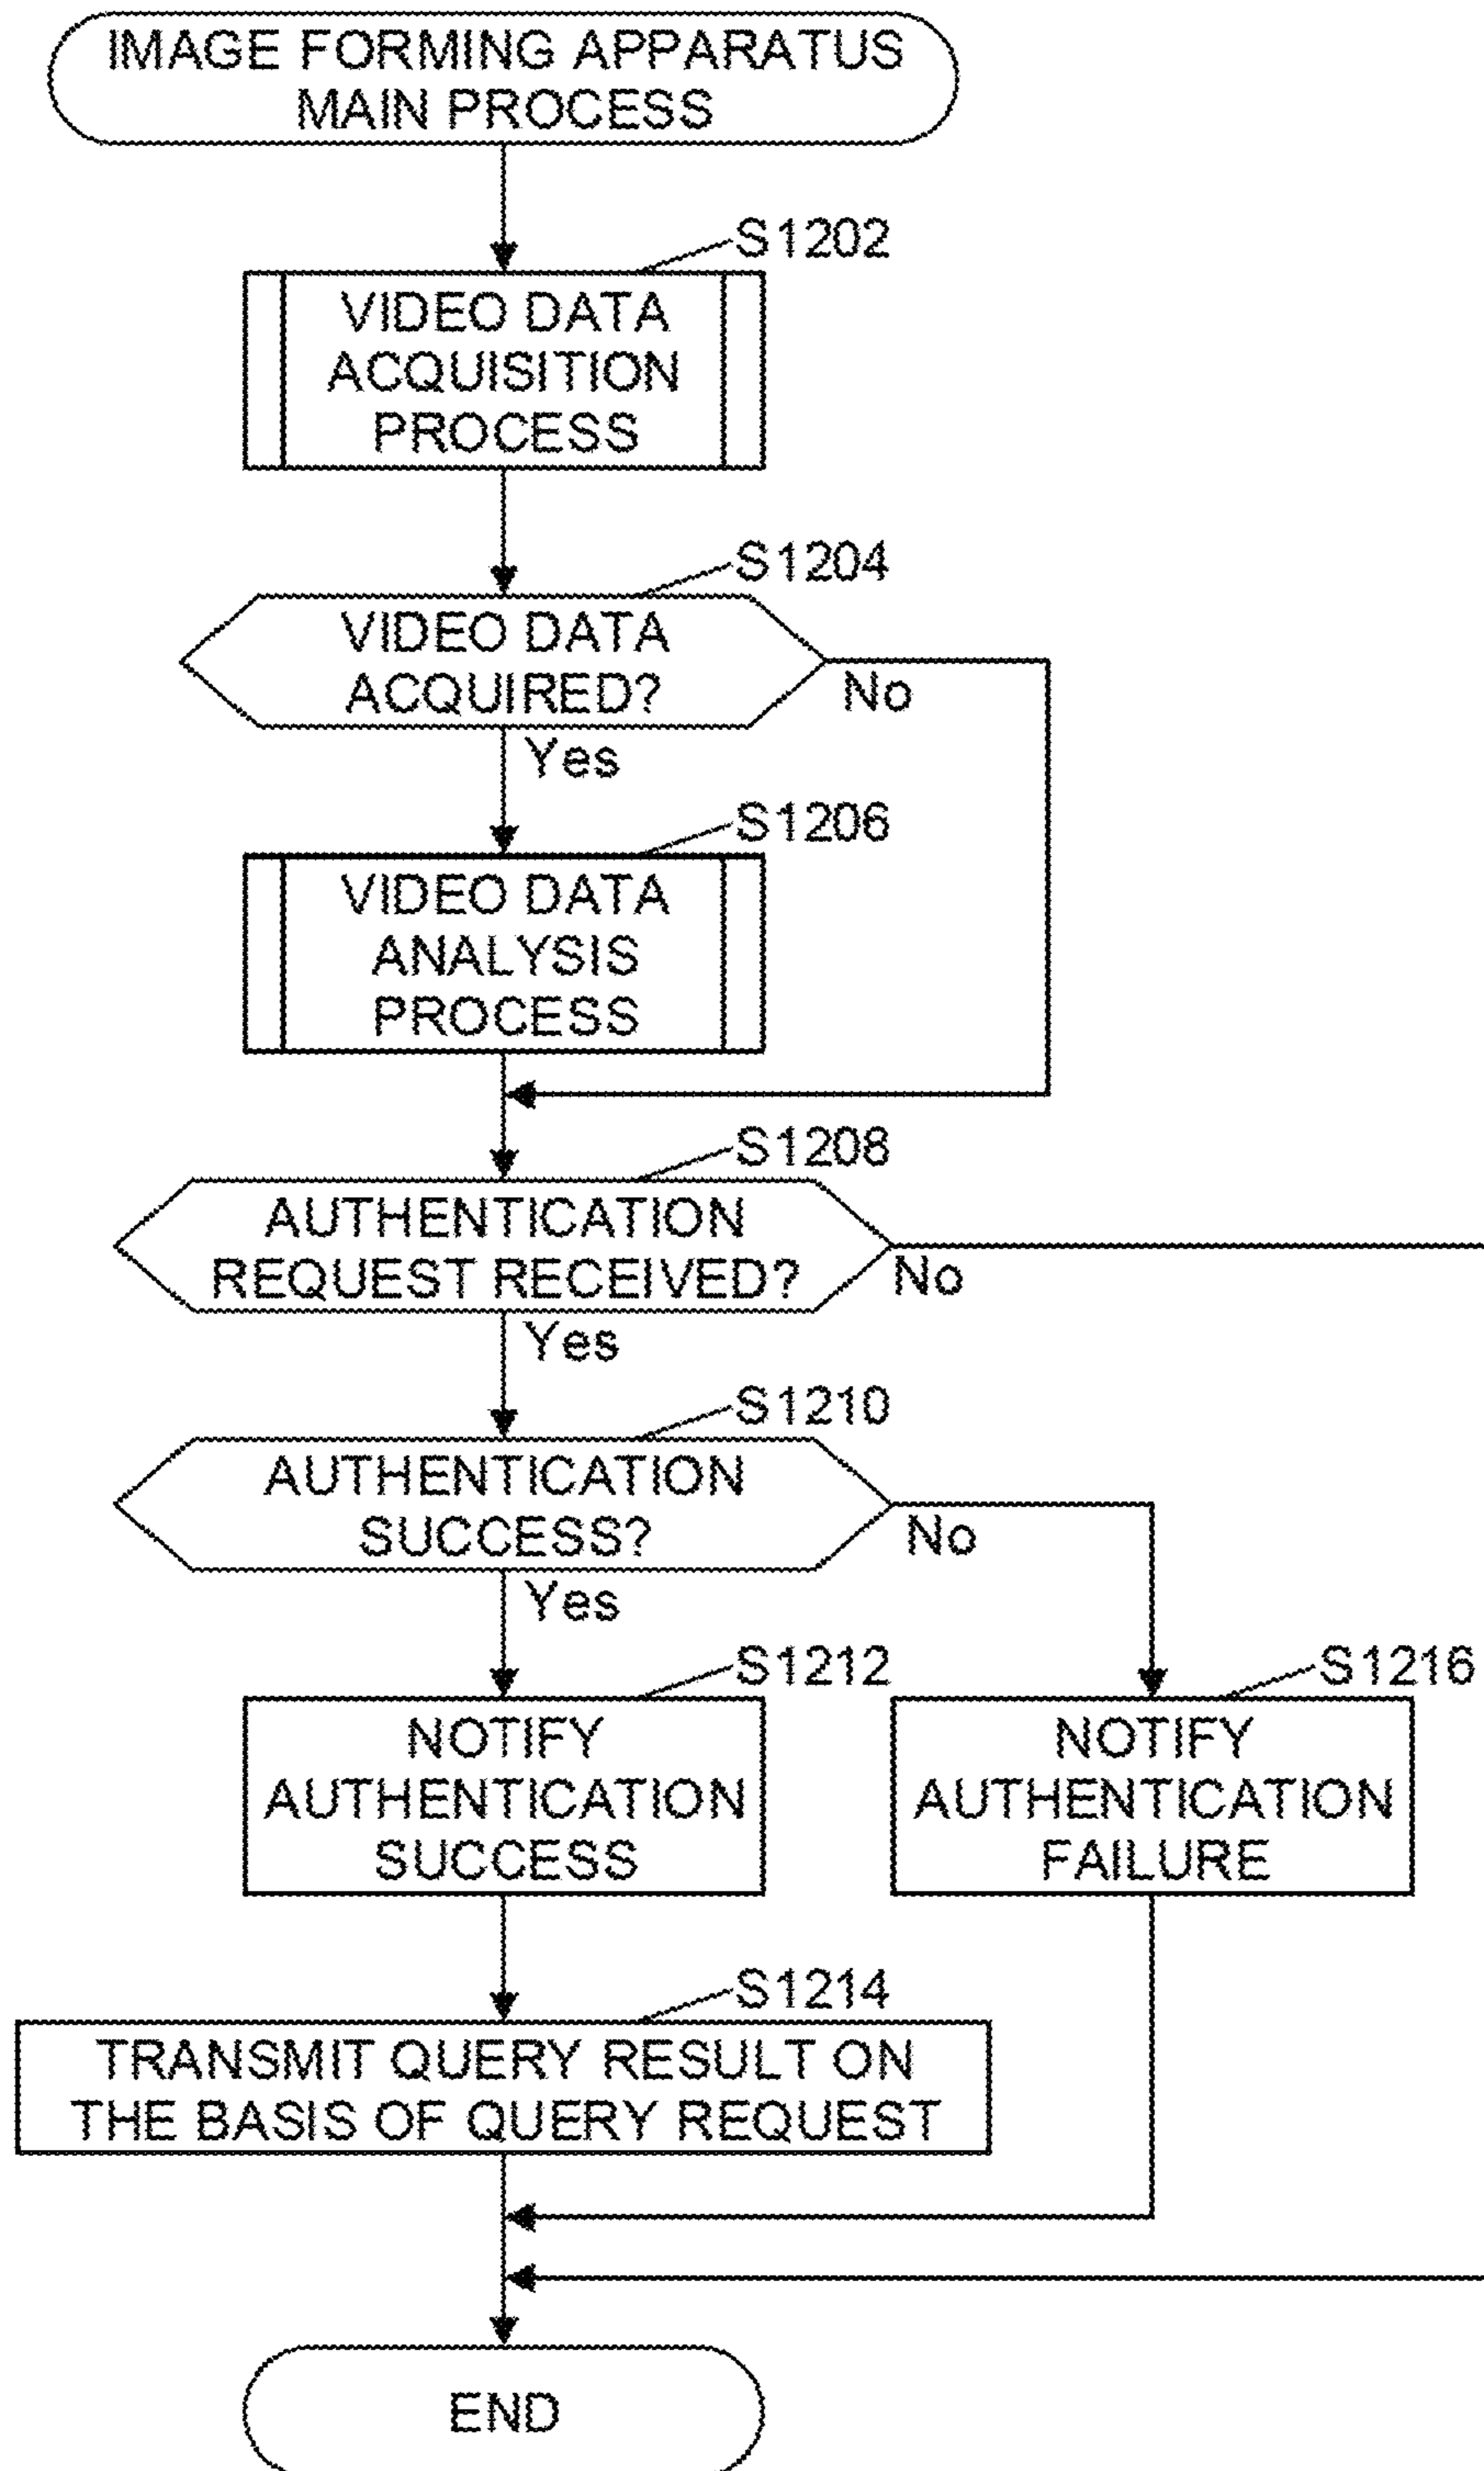 IMAGE FORMING APPARATUS
MAIN PROCESS
S1202
VIDEO DATA
ACQUISITION
PROCESS
S1204
VIDEO DATA
ACQUIRED?
No
Yes
S1206
VIDEO DATA
ANALYSIS
PROCESS
S1208
AUTHENTICATION
REQUEST RECEIVED?
No
Yes
S1210
AUTHENTICATION
SUCCESS?
No
Yes
S1212
NOTIFY
AUTHENTICATION
SUCCESS
S1216
NOTIFY
AUTHENTICATION
FAILURE
S1214
TRANSMIT QUERY RESULT ON
THE BASIS OF QUERY REQUEST
END